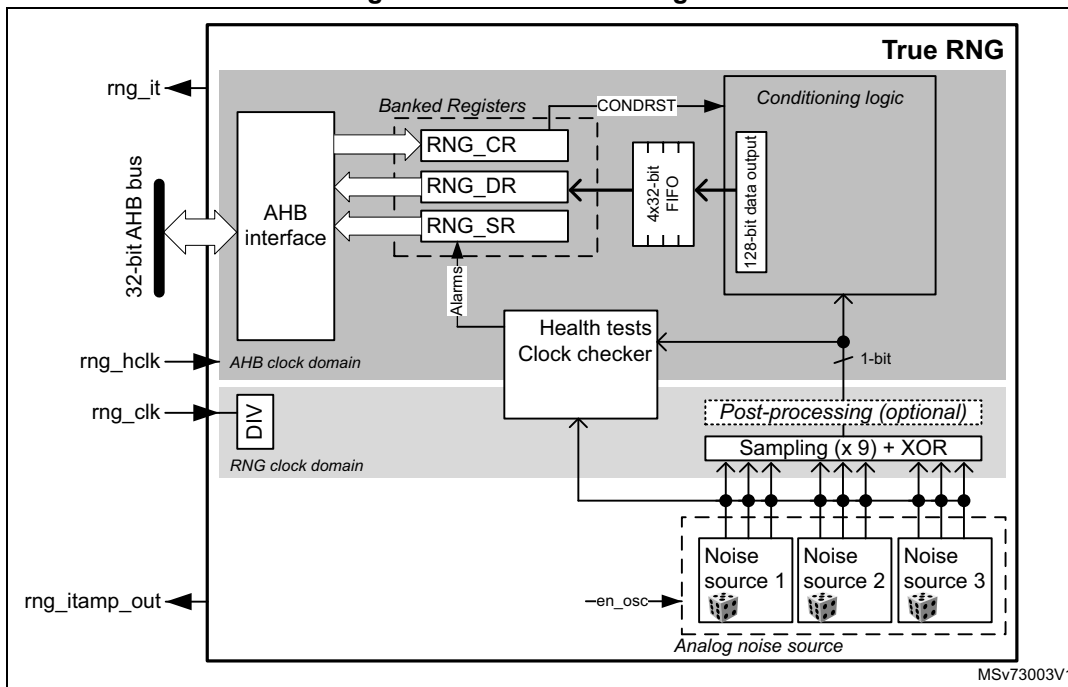 True RNG
rng_it
Banked Registers
CONDRST
Conditioning logic
RNG_CR
RNG_DR
RNG_SR
AHB
interface
32-bit AHB bus
4x32-bit
FIFO
128-bit data output
Alarms
Health tests
Clock checker
1-bit
rng_hclk
AHB clock domain
rng_clk
DIV
RNG clock domain
Post-processing (optional)
Sampling (x 9) + XOR
Noise
source 1
Noise
source 2
Noise
source 3
en_osc
rng_itamp_out
Analog noise source
MSv73003V1